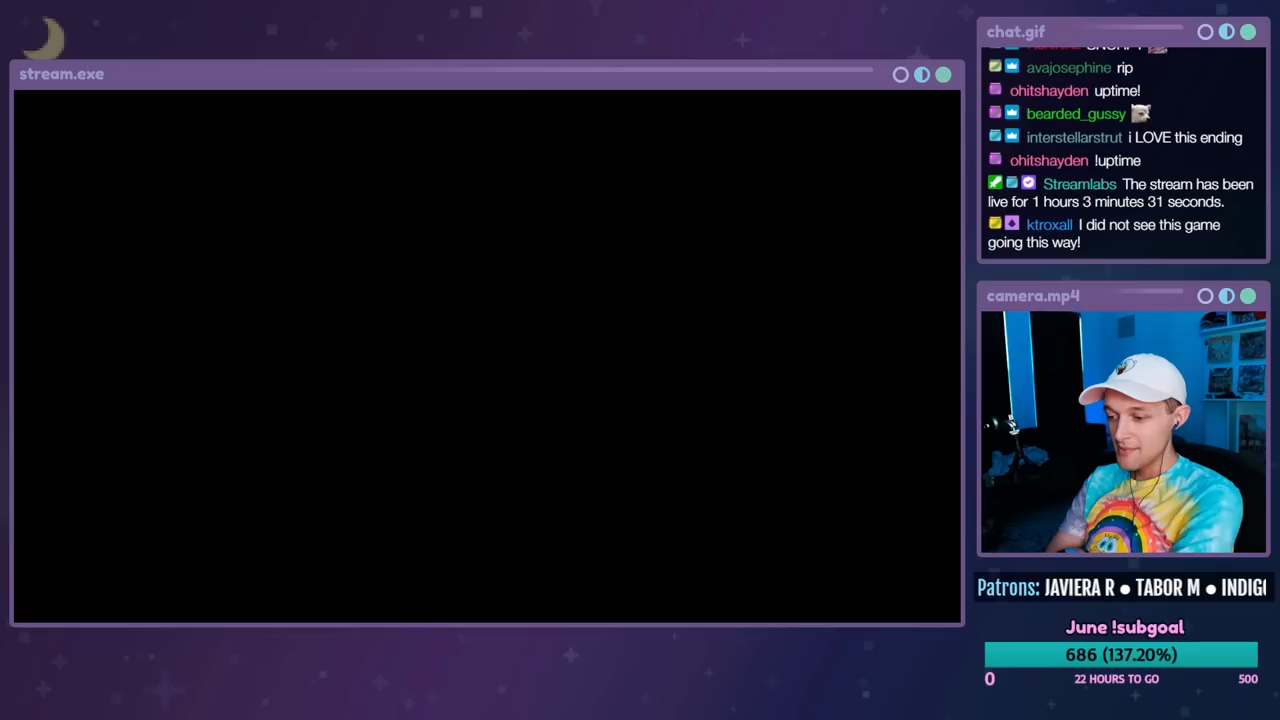 stream.exe
chat.gif
avajosephine rip
ohitshayden uptime!
bearded_gussy
interstellarstrut i LOVE this ending
ohitshayden !uptime
Streamlabs The stream has been
live for 1 hours 3 minutes 31 seconds.
ktroxall I did not see this game
going this way!
camera.mp4
Patrons: JAVIERA R ● TABOR M ● INDIGO
June !subgoal
686 (137.20%)
0 22 HOURS TO GO 500